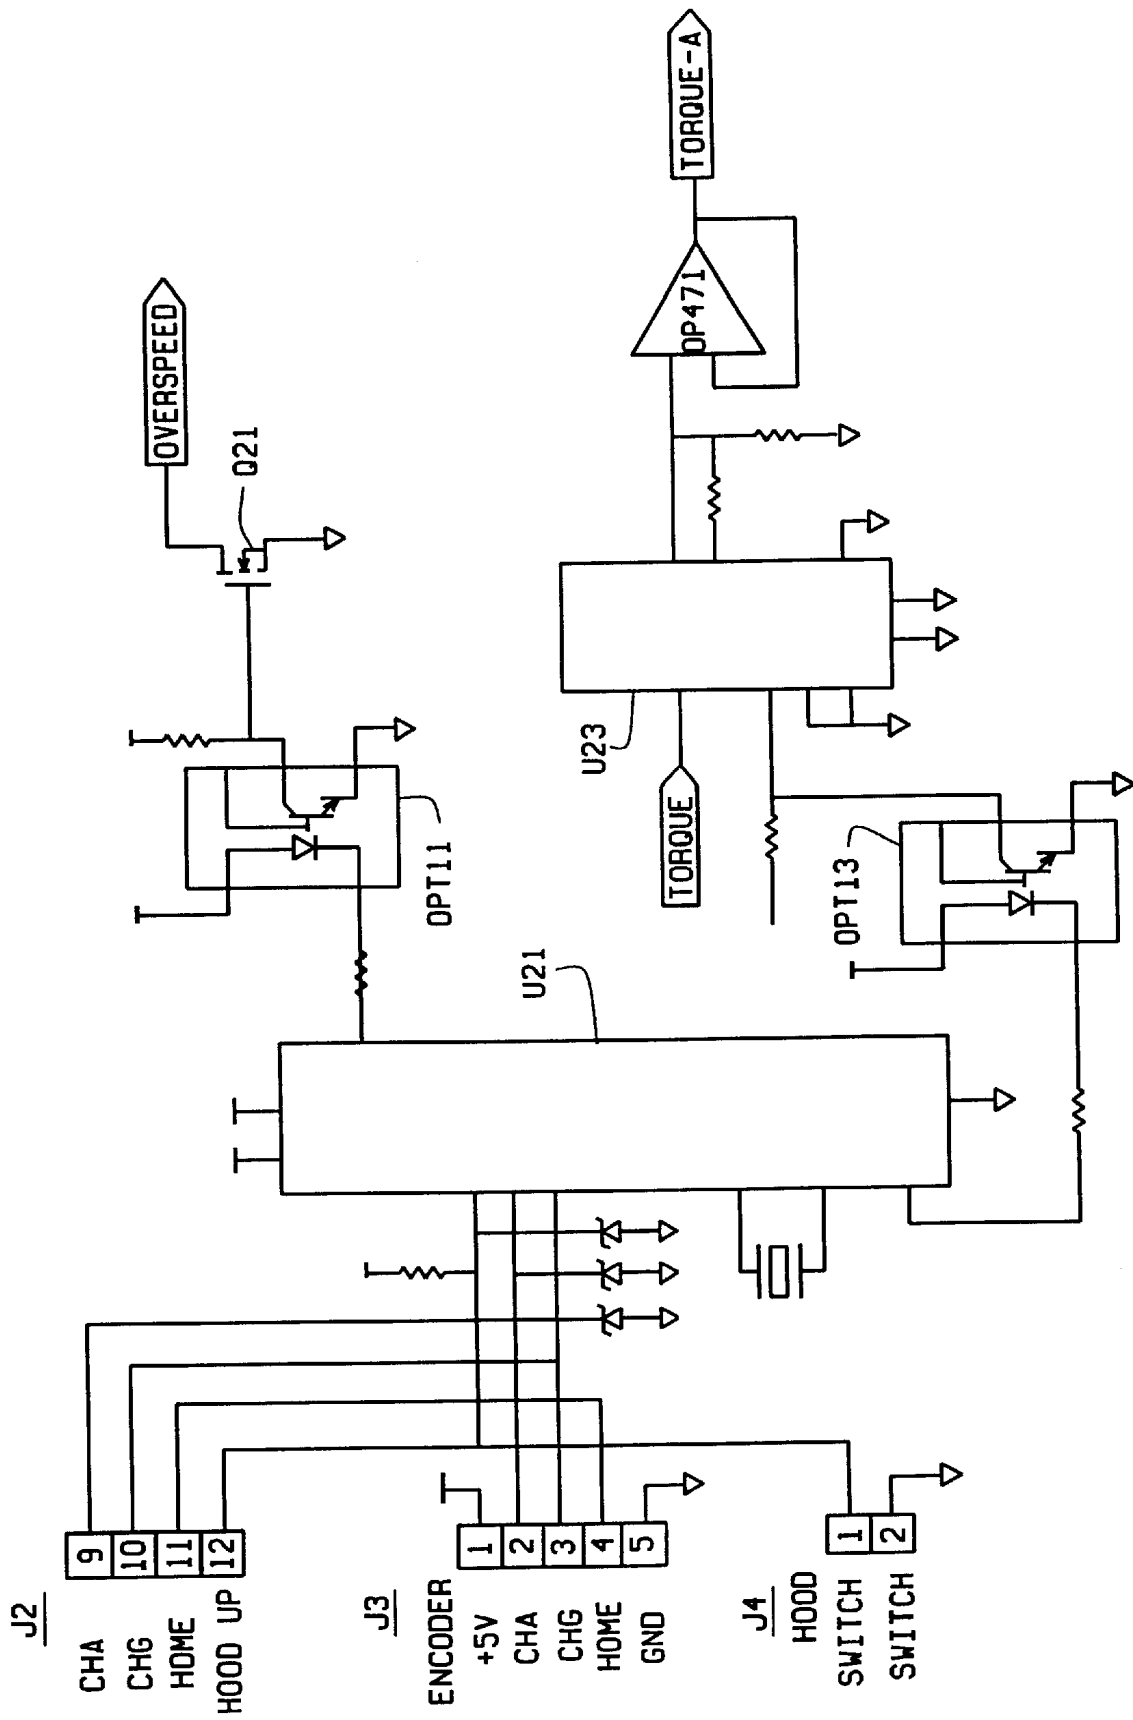 J2
CHA 9
CHG 10
HOME 11
HOOD UP 12
J3
ENCODER
+5V 1
CHA 2
CHG 3
HOME 4
GND 5
J4
HOOD
SWITCH 1
SWITCH 2
U21
OPT11
OPT13
Q21
OVERSPEED
TORQUE
U23
OP471
TORQUE-A